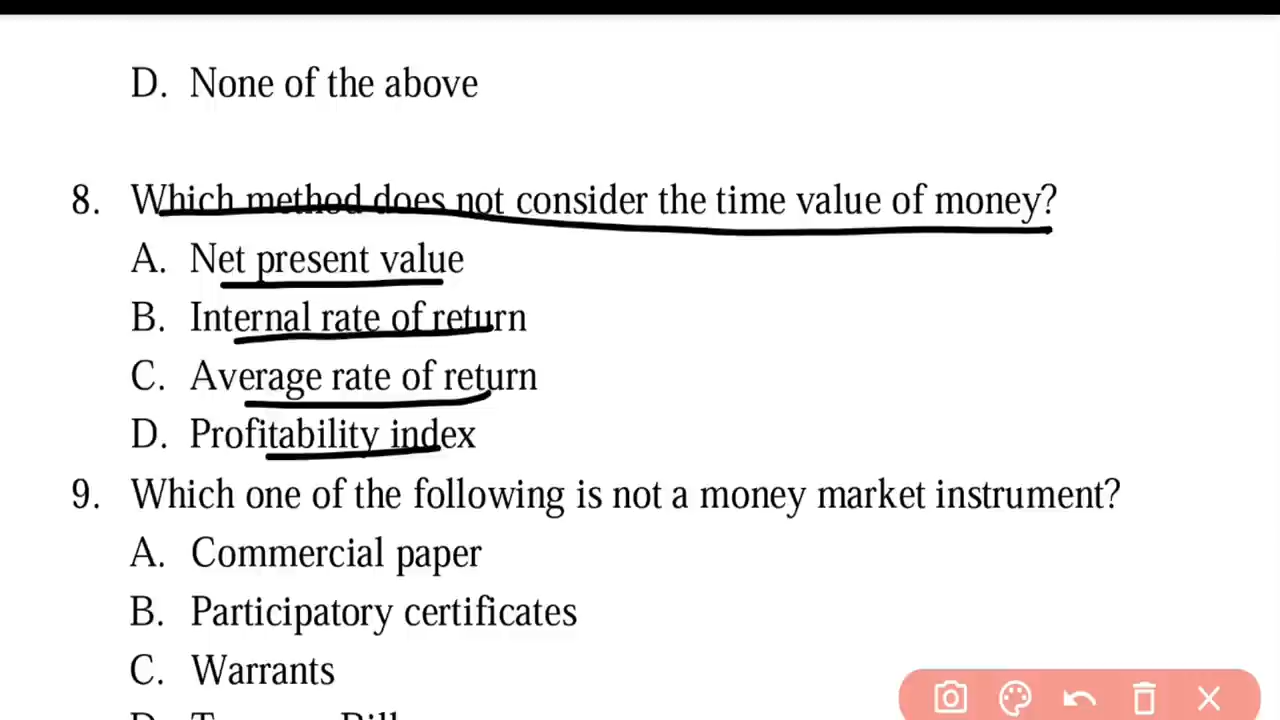 D. None of the above
8. Which method does not consider the time value of money?
A. Net present value
B. Internal rate of return
C. Average rate of return
D. Profitability index
9. Which one of the following is not a money market instrument?
A. Commercial paper
B. Participatory certificates
C. Warrants